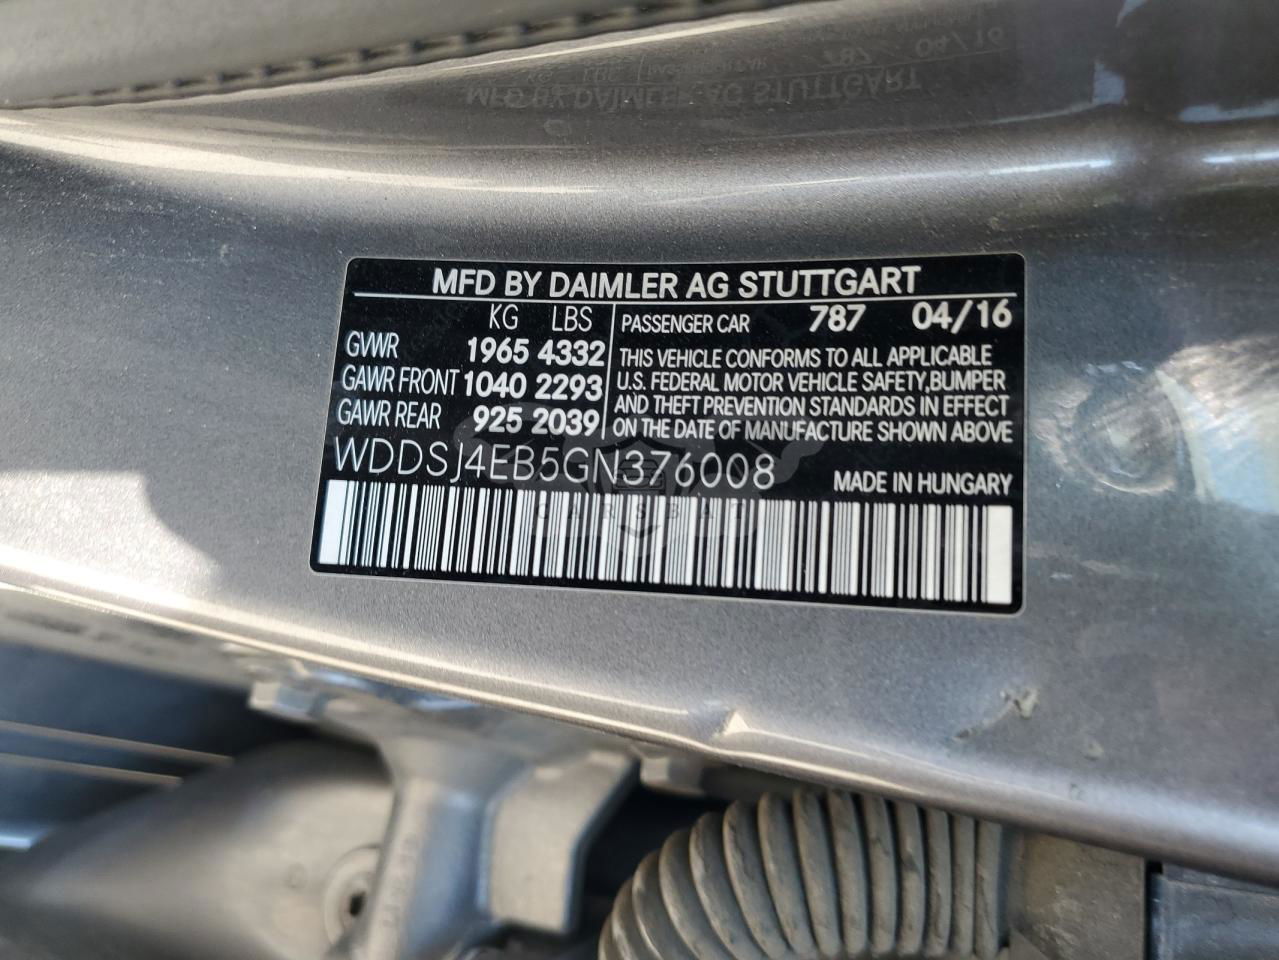 MFD BY DAIMLER AG STUTTGART
KG LBS
GVWR 1965 4332
GAWR FRONT 1040 2293
GAWR REAR 925 2039
PASSENGER CAR 787 04/16
THIS VEHICLE CONFORMS TO ALL APPLICABLE
U.S. FEDERAL MOTOR VEHICLE SAFETY, BUMPER
AND THEFT PREVENTION STANDARDS IN EFFECT
ON THE DATE OF MANUFACTURE SHOWN ABOVE
WDDSJ4EB5GN376008
MADE IN HUNGARY
CARSBAT